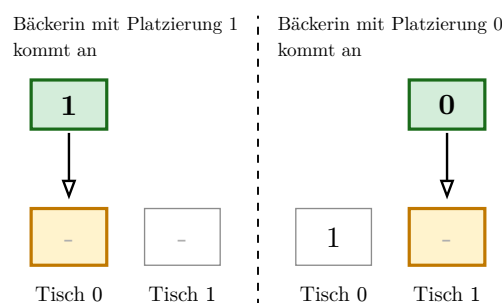 Bäckerin mit Platzierung 1
kommt an
1
-
-
Tisch 0
Tisch 1
Bäckerin mit Platzierung 0
kommt an
0
1
-
Tisch 0
Tisch 1